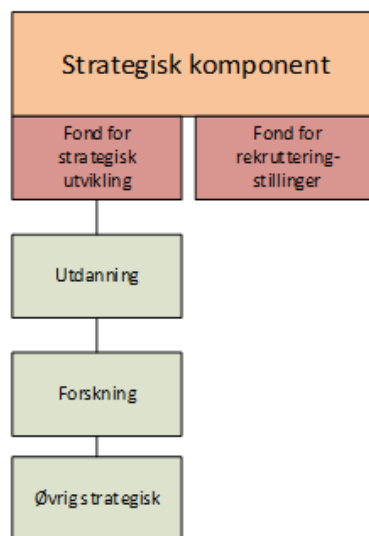 Strategisk komponent
Fond for
strategisk
utvikling
Fond for
rekruttering-
stillinger
Utdanning
Forskning
Øvrig strategisk